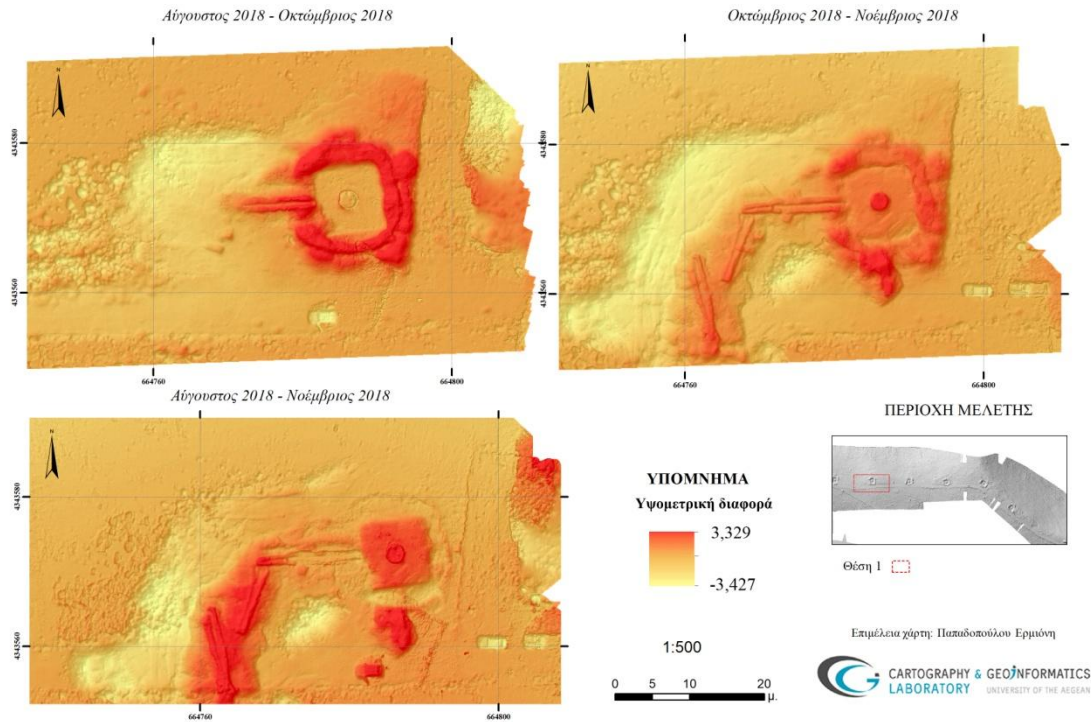 Αύγουστος 2018 - Οκτώμβριος 2018
Οκτώμβριος 2018 - Νοέμβριος 2018
N
N
4343580
4343560
4343580
4343560
664760
664800
664760
664800
Αύγουστος 2018 - Νοέμβριος 2018
N
4343580
4343560
664760
664800
ΠΕΡΙΟΧΗ ΜΕΛΕΤΗΣ
ΥΠΟΜΝΗΜΑ
Υψομετρική διαφορά
3,329
-3,427
Θέση 1
1:500
0 5 10 20
μ.
Επιμέλεια χάρτη: Παπαδοπούλου Ερμιόνη
CARTOGRAPHY & GEOINFORMATICS
LABORATORY UNIVERSITY OF THE AEGEAN